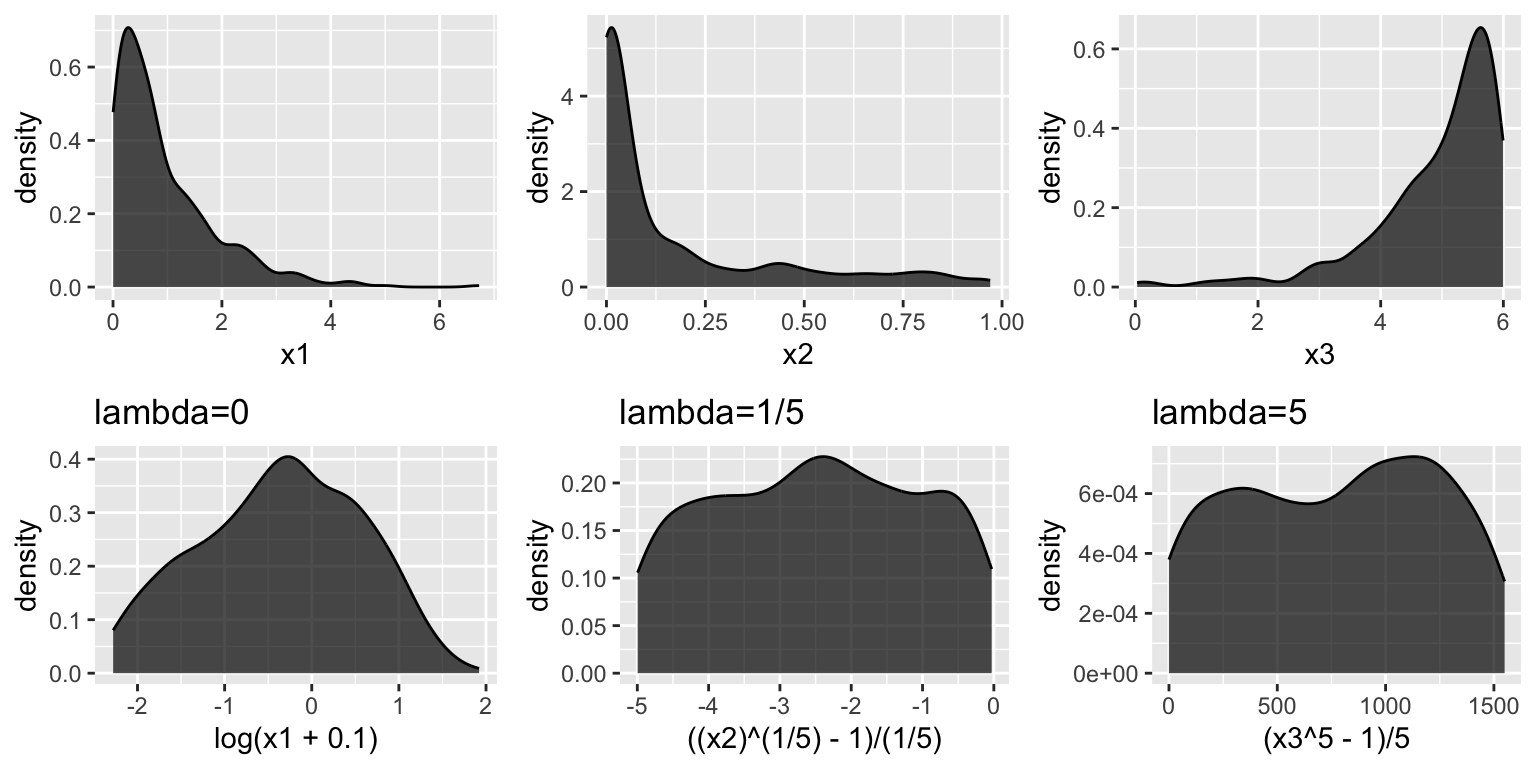 density
0.6
0.4
0.2
0.0
0 2 4 6
x1
density
4
2
0
0.00 0.25 0.50 0.75 1.00
x2
density
0.6
0.4
0.2
0.0
0 2 4 6
x3
lambda=0
density
0.4
0.3
0.2
0.1
0.0
-2 -1 0 1 2
log(x1 + 0.1)
lambda=1/5
density
0.20
0.15
0.10
0.05
0.00
-5 -4 -3 -2 -1 0
((x2)^(1/5) - 1)/(1/5)
lambda=5
density
6e-04
4e-04
2e-04
0e+00
0 500 1000 1500
(x3^5 - 1)/5